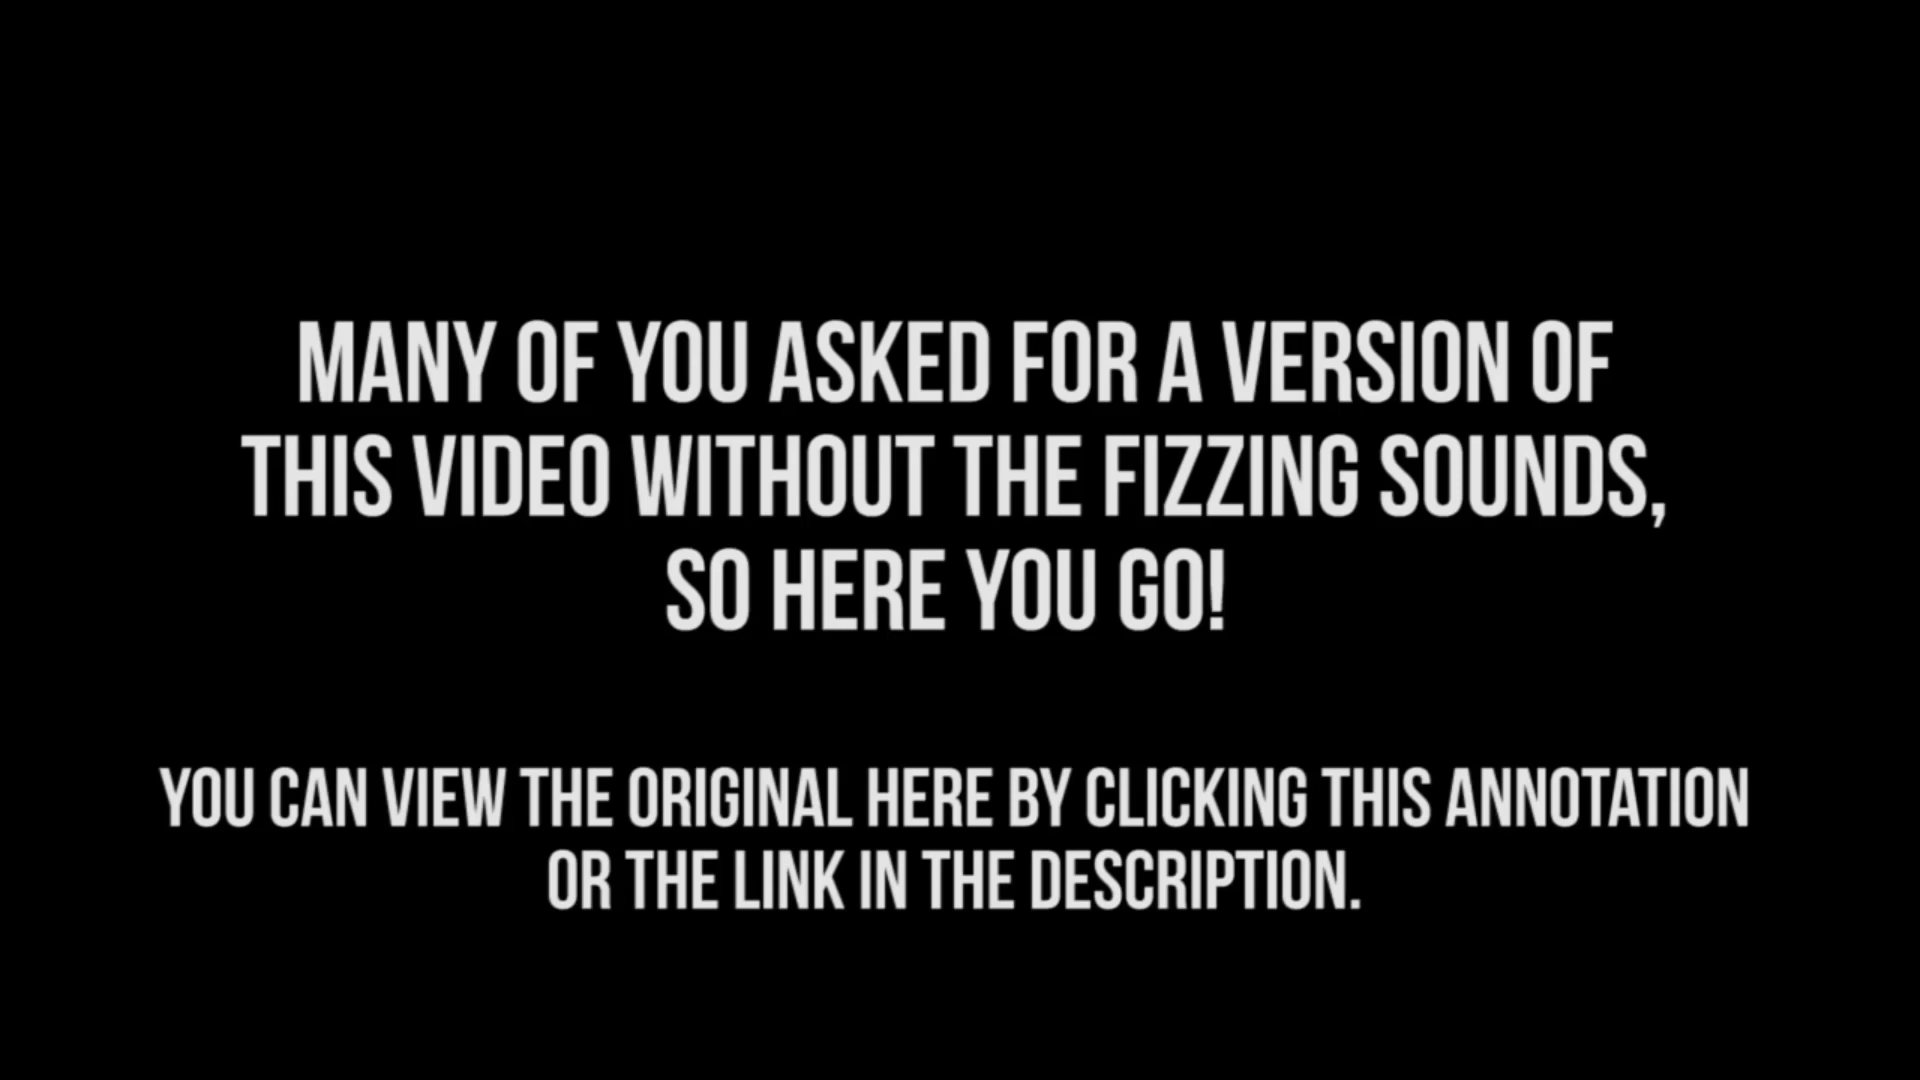 MANY OF YOU ASKED FOR A VERSION OF
THIS VIDEO WITHOUT THE FIZZING SOUNDS,
SO HERE YOU GO!
YOU CAN VIEW THE ORIGINAL HERE BY CLICKING THIS ANNOTATION
OR THE LINK IN THE DESCRIPTION.